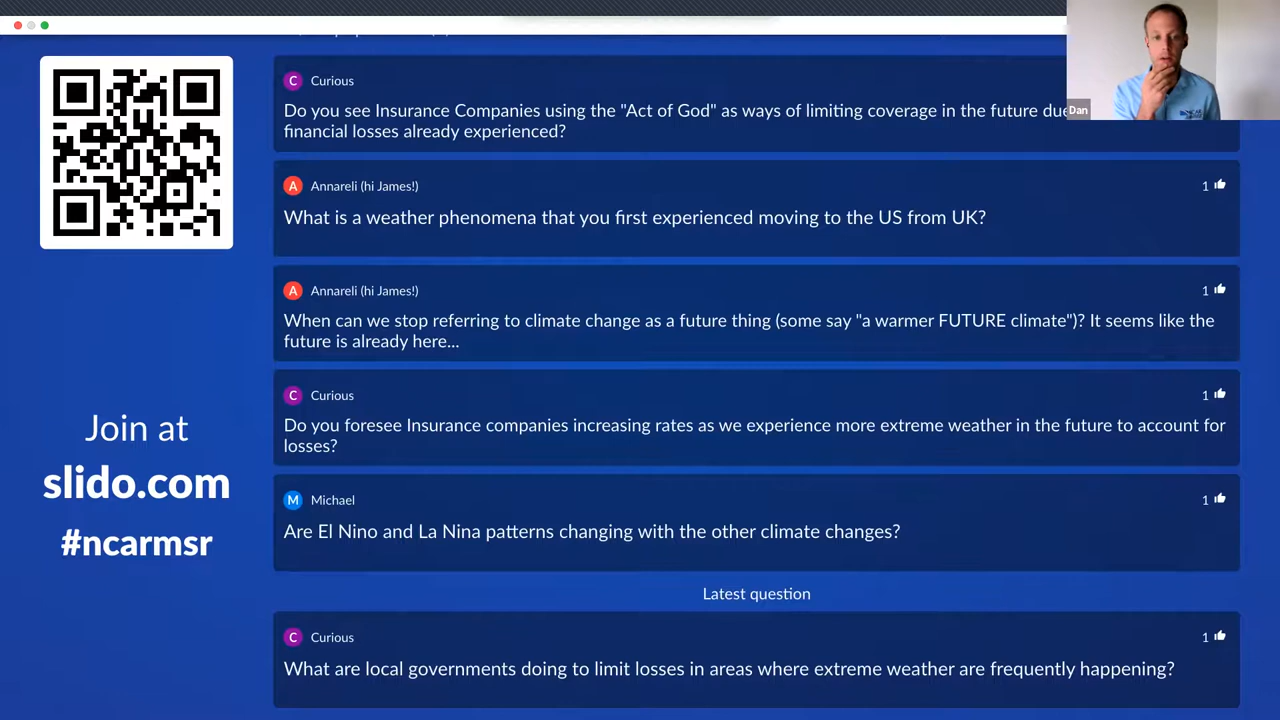 C Curious
Do you see Insurance Companies using the "Act of God" as ways of limiting coverage in the future due
financial losses already experienced?
Dan
A Annareli (hi James!) 1
What is a weather phenomena that you first experienced moving to the US from UK?
A Annareli (hi James!) 1
When can we stop referring to climate change as a future thing (some say "a warmer FUTURE climate")? It seems like the
future is already here...
C Curious 1
Do you foresee Insurance companies increasing rates as we experience more extreme weather in the future to account for
losses?
M Michael 1
Are El Nino and La Nina patterns changing with the other climate changes?
Latest question
C Curious 1
What are local governments doing to limit losses in areas where extreme weather are frequently happening?
Join at
slido.com
#ncarmsr